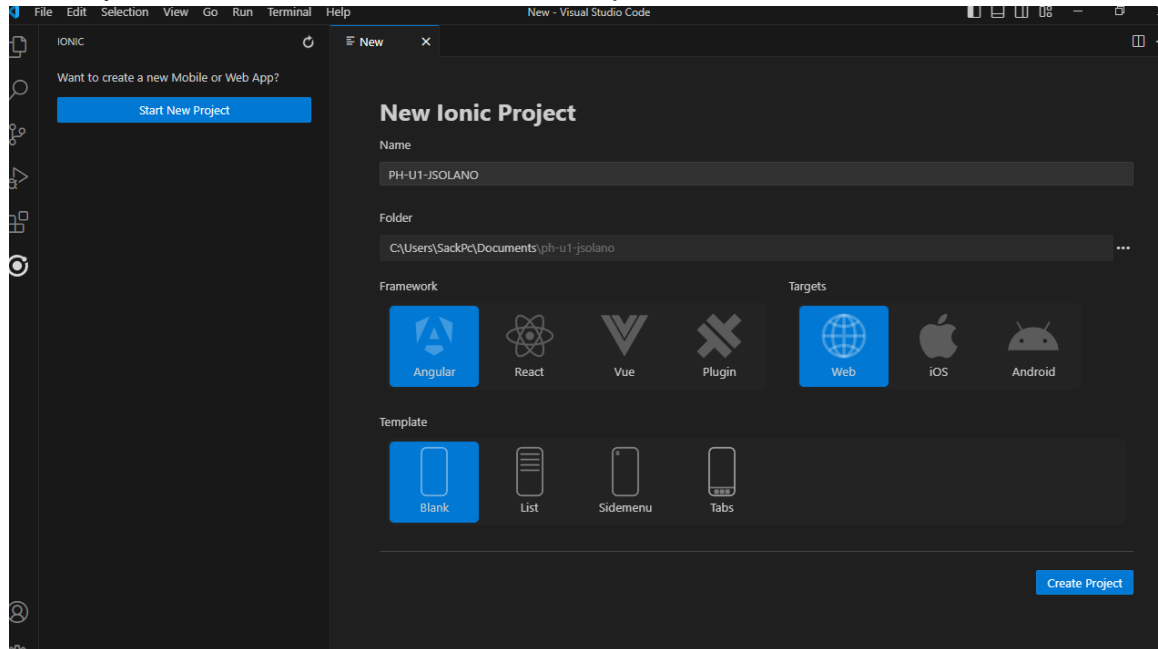 File Edit Selection View Go Run Terminal Help
New - Visual Studio Code
IONIC
Want to create a new Mobile or Web App?
Start New Project
New
New Ionic Project
Name
PH-U1-JSOLANO
Folder
C:\Users\SackPc\Documents\ph-u1-jsolano
Framework
Targets
Angular React Vue Plugin
Web iOS Android
Template
Blank List Sidemenu Tabs
Create Project